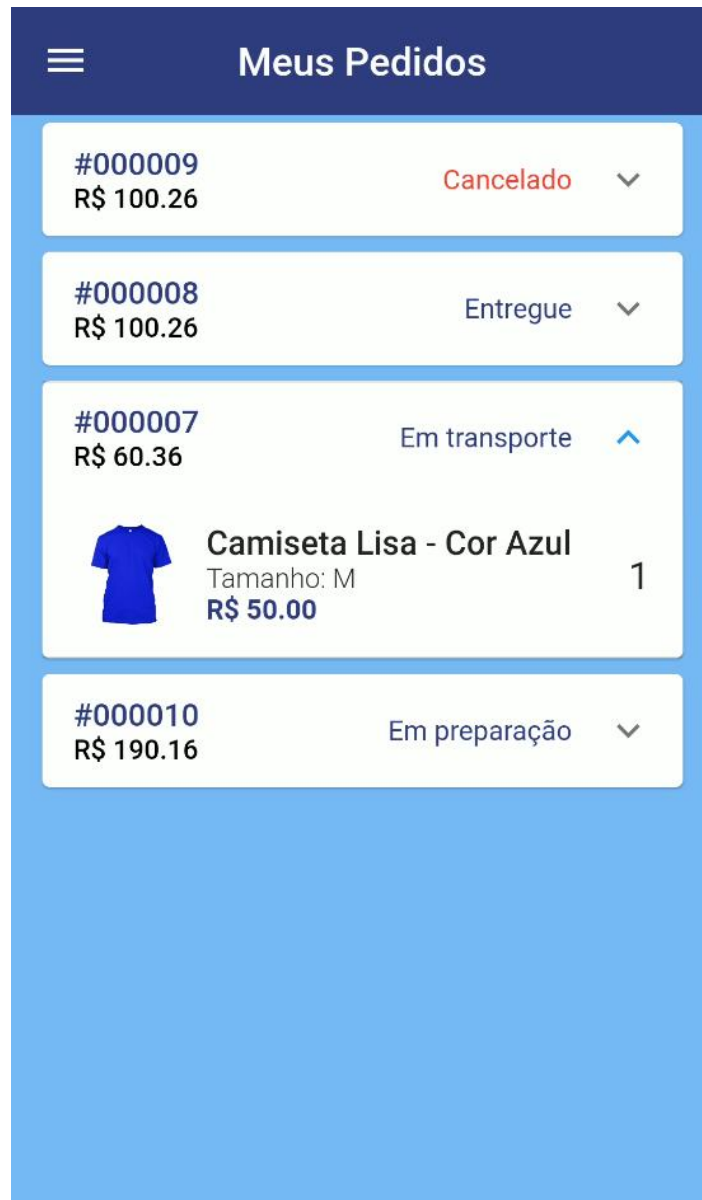 Meus Pedidos
#000009
R$ 100.26
Cancelado
#000008
R$ 100.26
Entregue
#000007
R$ 60.36
Em transporte
Camiseta Lisa - Cor Azul
Tamanho: M
R$ 50.00
1
#000010
R$ 190.16
Em preparação